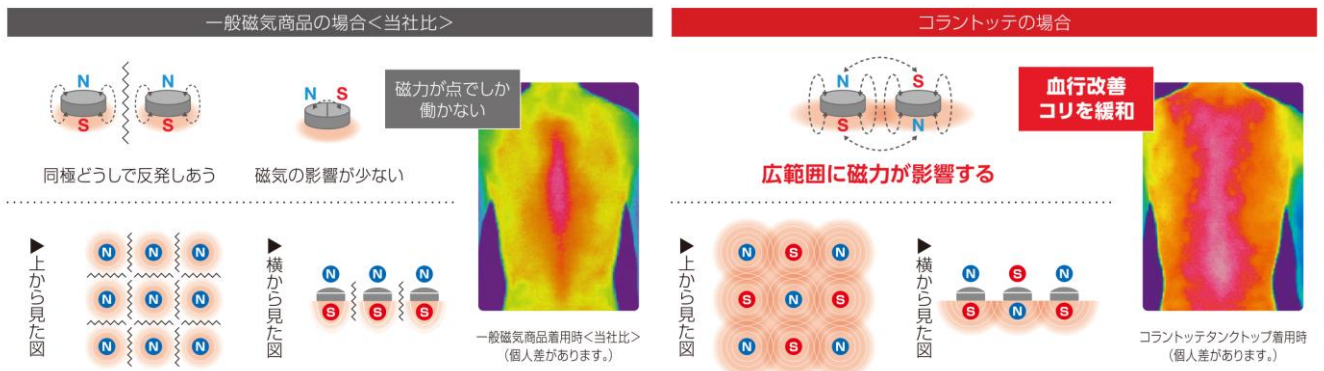 一般磁気商品の場合<当社比>
N
N
S
S
N S
磁力が点でしか
働かない
同極どうしで反発しあう
磁気の影響が少ない
▶上から見た図
N N N
N N N
N N N
▶横から見た図
N N N
S S S
一般磁気商品着用時<当社比>
(個人差があります。)
コラントッテの場合
N
S
S
N
血行改善
コリを緩和
広範囲に磁力が影響する
▶上から見た図
N S N
S N S
N S N
▶横から見た図
N S N
S N S
コラントッテタンクトップ着用時
(個人差があります。)